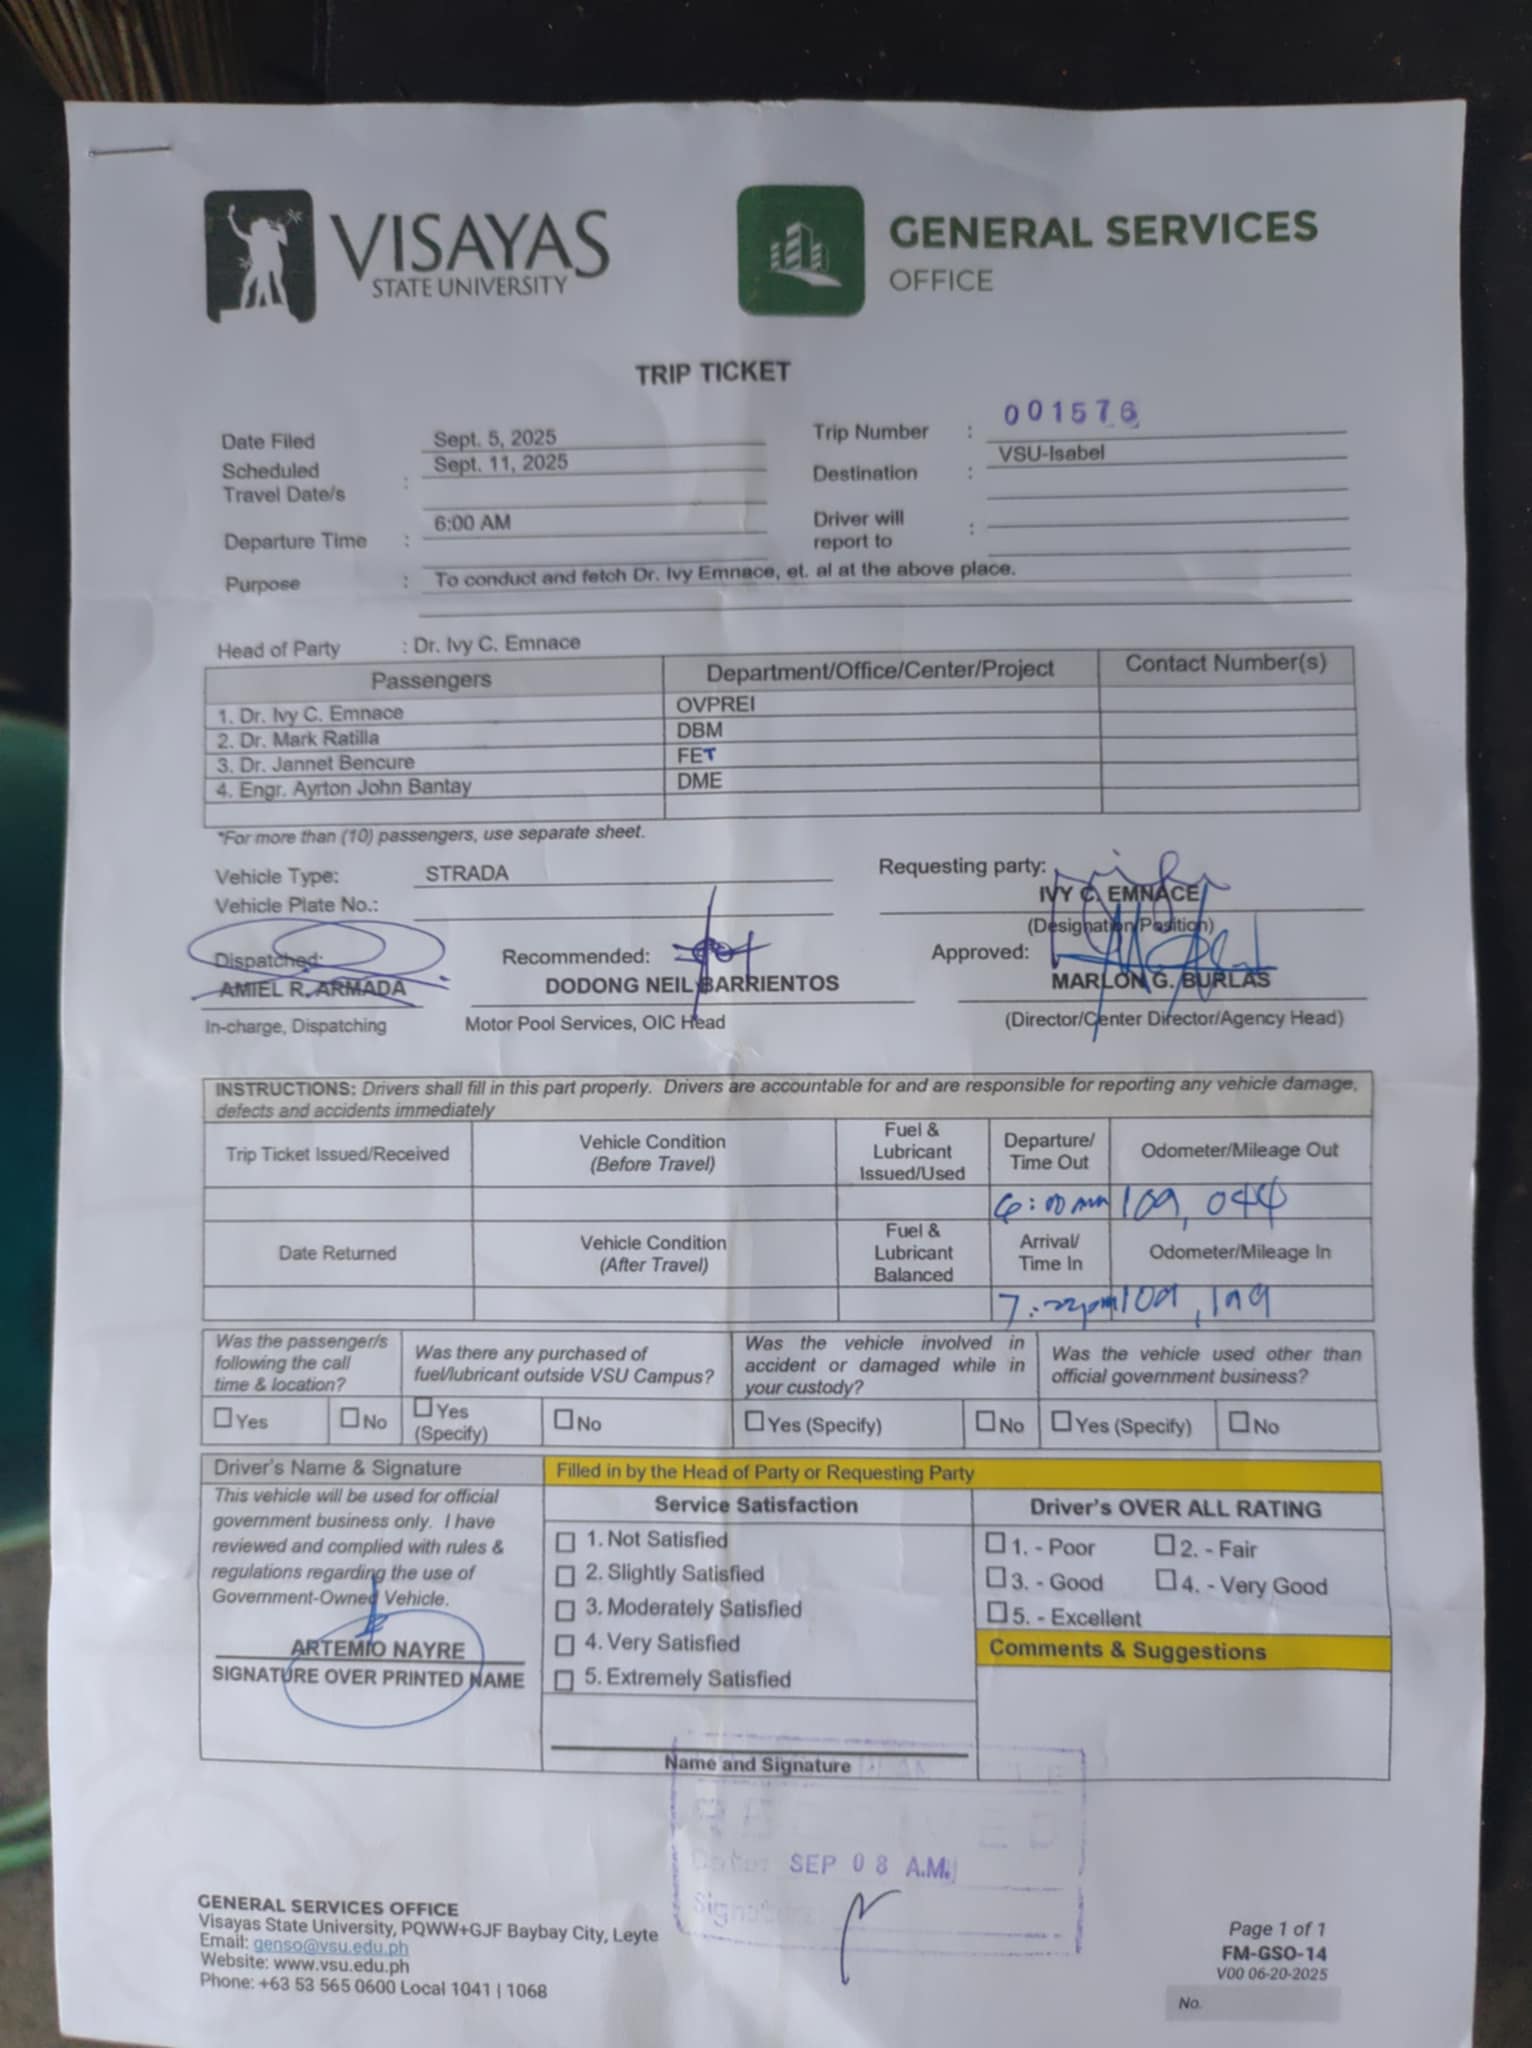 VISAYAS
STATE UNIVERSITY
GENERAL SERVICES
OFFICE
TRIP TICKET
Date Filed Sept. 5, 2025 Trip Number : 001576
Scheduled Travel Date/s : Sept. 11, 2025 Destination : VSU-Isabel
Departure Time : 6:00 AM Driver will report to :
Purpose : To conduct and fetch Dr. Ivy Emnace, et. al at the above place.
Head of Party : Dr. Ivy C. Emnace
Passengers Department/Office/Center/Project Contact Number(s)
1. Dr. Ivy C. Emnace OVPREI
2. Dr. Mark Ratilla DBM
3. Dr. Jannet Bencure FET
4. Engr. Ayrton John Bantay DME
*For more than (10) passengers, use separate sheet.
Vehicle Type: STRADA Requesting party:
Vehicle Plate No.: IVY C. EMNACE
(Designation/Position)
Dispatched: Recommended: Approved:
AMIEL R. ARMADA DODONG NEIL BARRIENTOS MARLON G. BURLAS
In-charge, Dispatching Motor Pool Services, OIC Head (Director/Center Director/Agency Head)
INSTRUCTIONS: Drivers shall fill in this part properly. Drivers are accountable for and are responsible for reporting any vehicle damage,
defects and accidents immediately
Trip Ticket Issued/Received Vehicle Condition (Before Travel) Fuel & Lubricant Issued/Used Departure/ Time Out Odometer/Mileage Out
6:00 am 109, 044
Date Returned Vehicle Condition (After Travel) Fuel & Lubricant Balanced Arrival/ Time In Odometer/Mileage In
Was the passenger/s following the call time & location? Was there any purchased of fuel/lubricant outside VSU Campus? Was the vehicle involved in accident or damaged while in your custody? Was the vehicle used other than official government business?
Yes No Yes (Specify) No Yes (Specify) No Yes (Specify) No
Driver's Name & Signature Filled in by the Head of Party or Requesting Party
This vehicle will be used for official
government business only. I have
reviewed and complied with rules &
regulations regarding the use of
Government-Owned Vehicle.
ARTEMIO NAYRE
SIGNATURE OVER PRINTED NAME
Service Satisfaction
1. Not Satisfied
2. Slightly Satisfied
3. Moderately Satisfied
4. Very Satisfied
5. Extremely Satisfied
Name and Signature
Driver's OVER ALL RATING
1. - Poor 2. - Fair
3. - Good 4. - Very Good
5. - Excellent
Comments & Suggestions
RECEIVED
Date: SEP 08 A.M.
Signature
GENERAL SERVICES OFFICE
Visayas State University, PQWW+GJF Baybay City, Leyte
Email: genso@vsu.edu.ph
Website: www.vsu.edu.ph
Phone: +63 53 565 0600 Local 1041 | 1068
Page 1 of 1
FM-GSO-14
V00 06-20-2025
No.